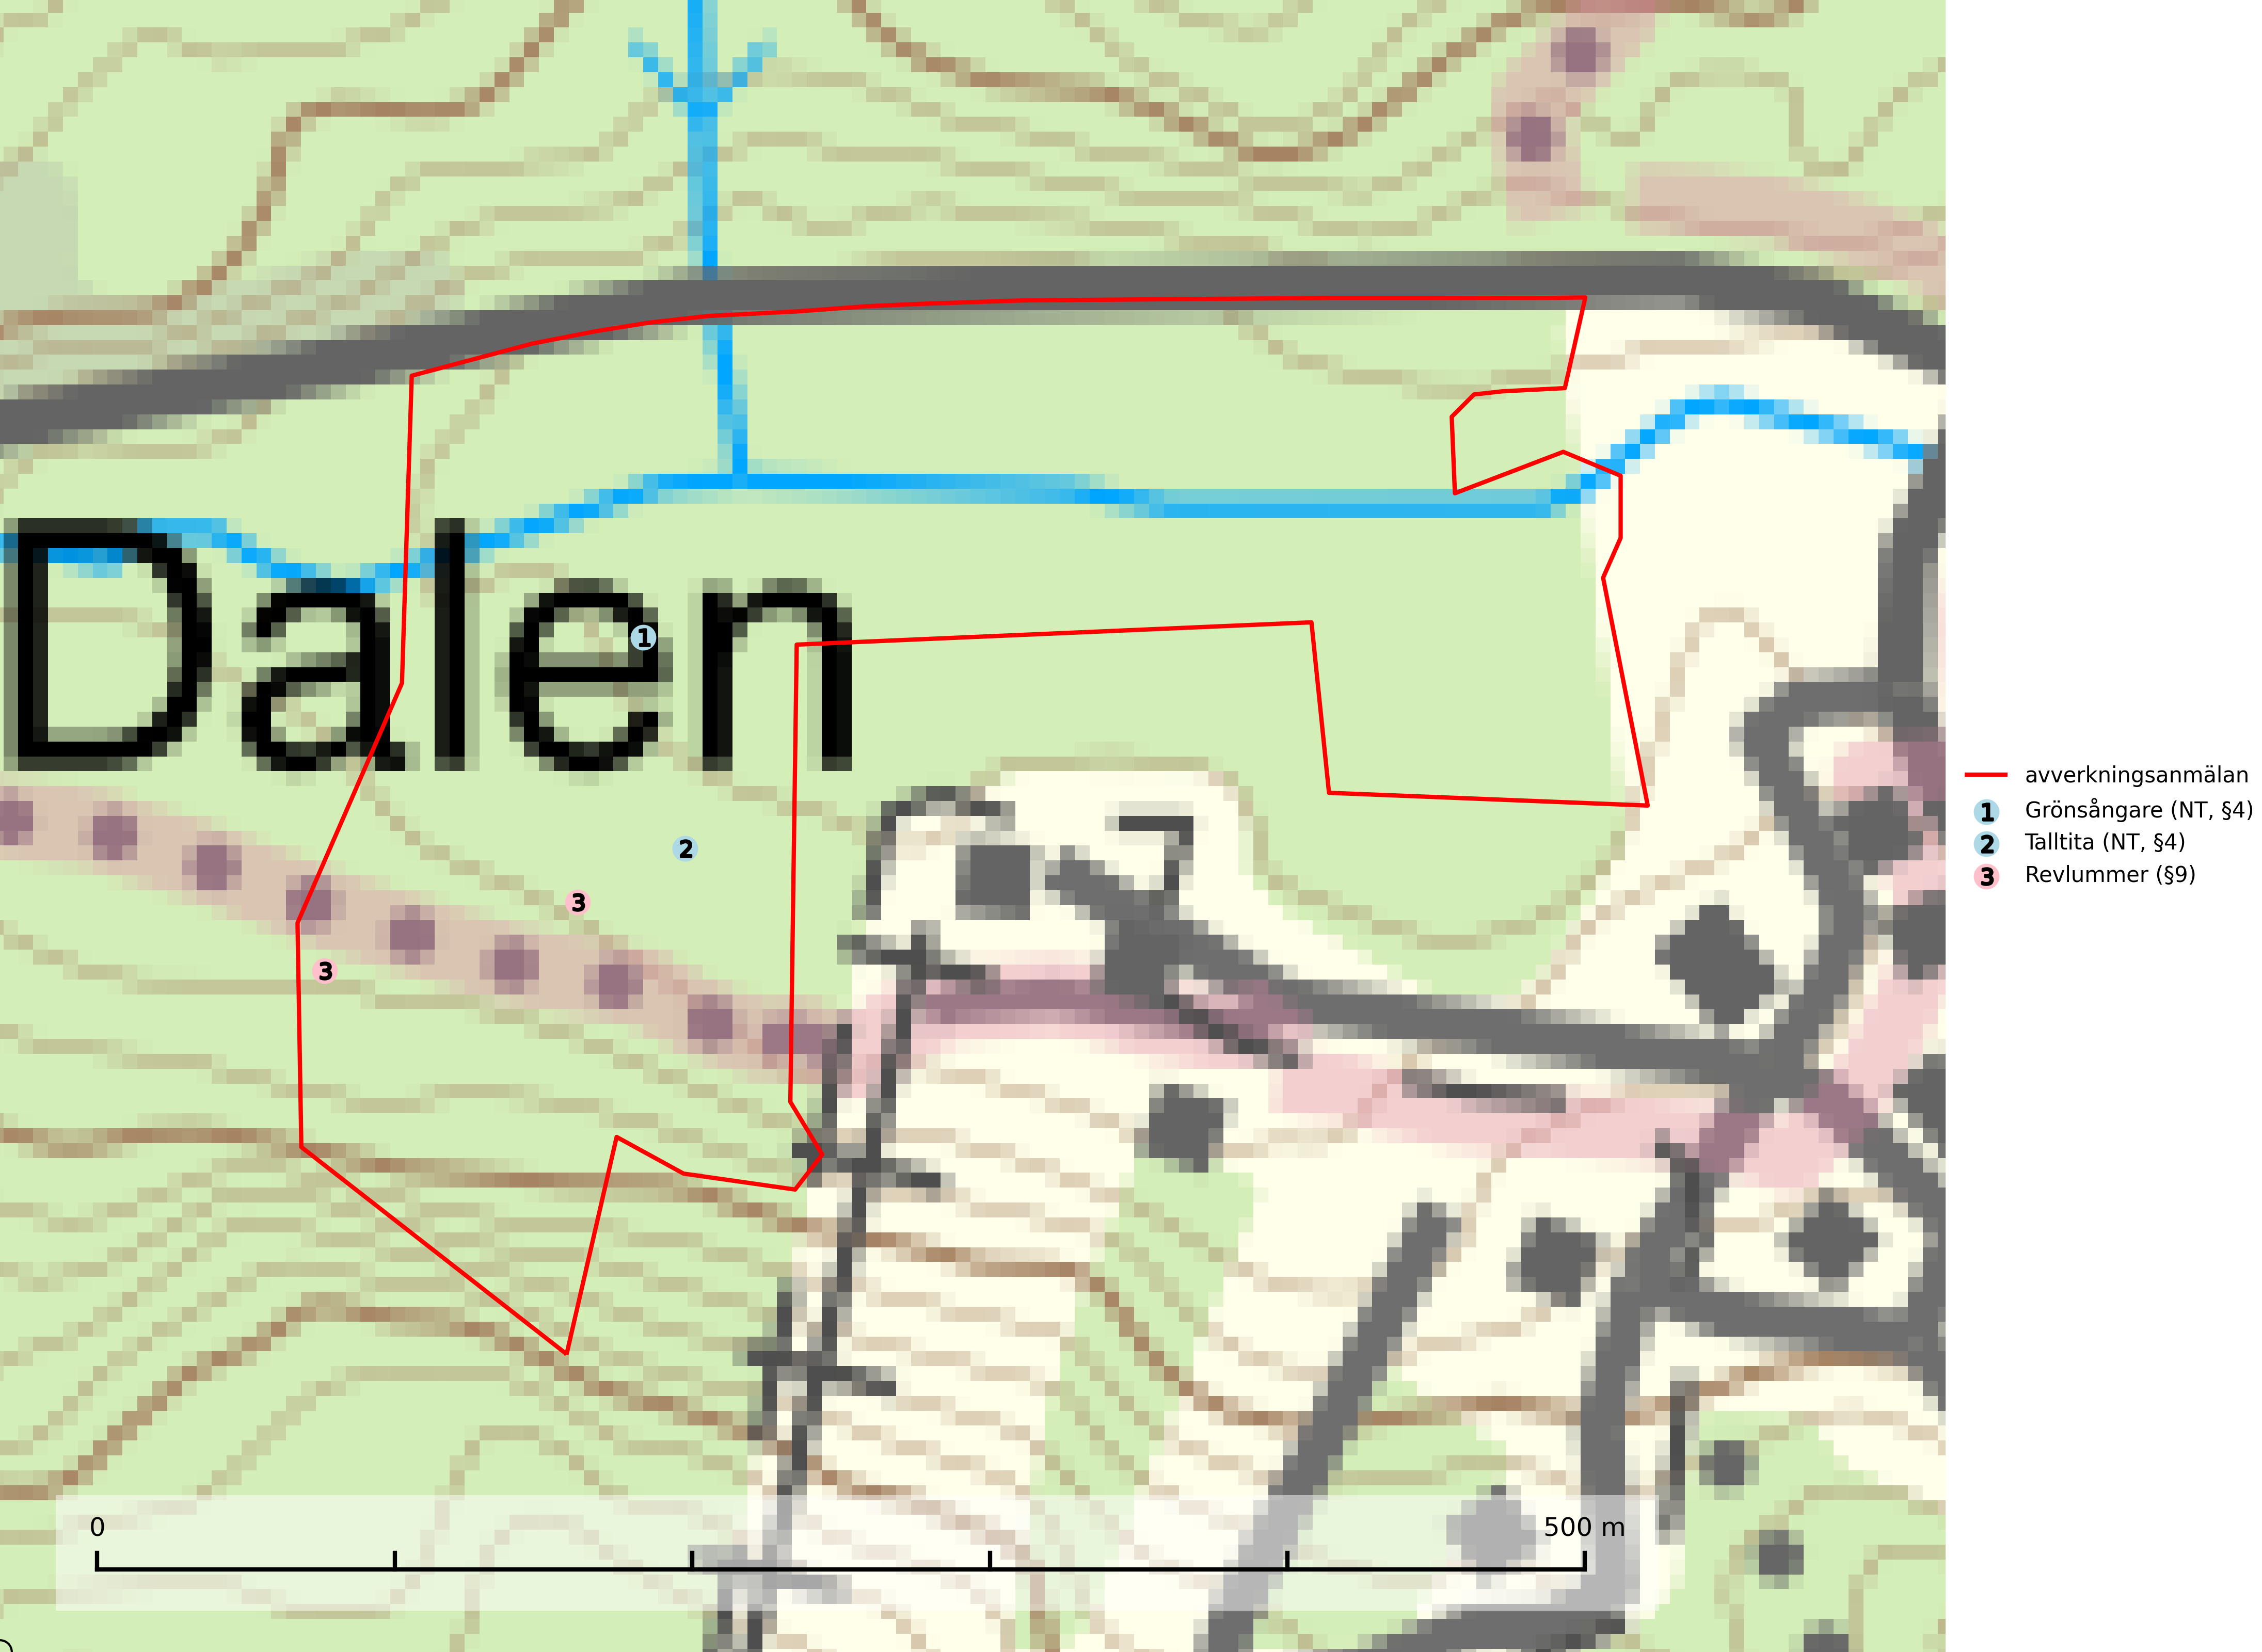 Dalen
1
2
3
3
0
500 m
avverkningsanmälan
1 Grönsångare (NT, §4)
2 Talltita (NT, §4)
3 Revlummer (§9)